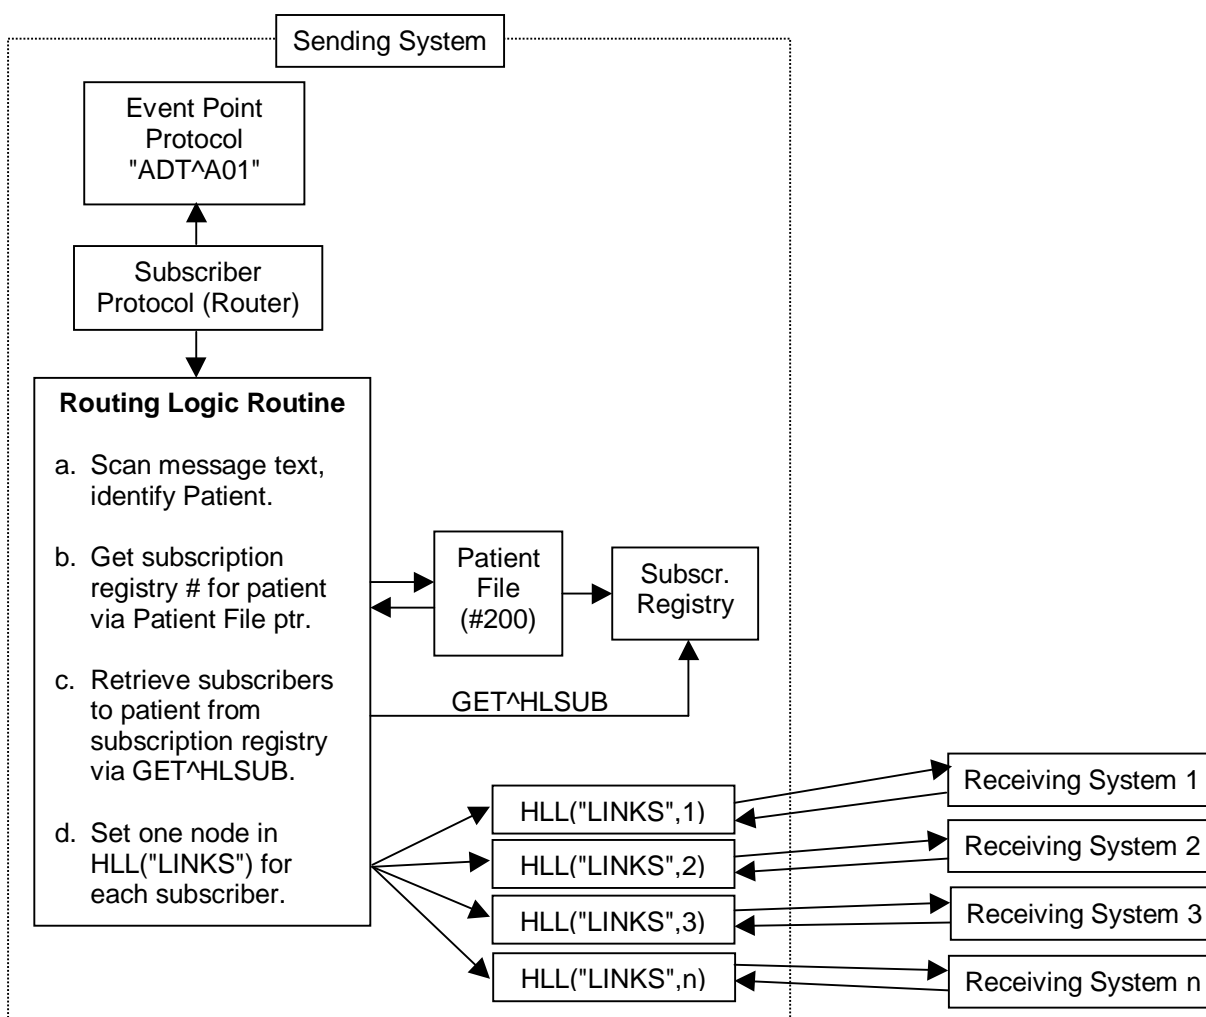 Sending System
Event Point
Protocol
"ADT^A01"
Subscriber
Protocol (Router)
Routing Logic Routine
a. Scan message text,
identify Patient.
b. Get subscription
registry # for patient
via Patient File ptr.
c. Retrieve subscribers
to patient from
subscription registry
via GET^HLSUB.
d. Set one node in
HLL("LINKS") for
each subscriber.
Patient
File
(#200)
Subscr.
Registry
GET^HLSUB
HLL("LINKS",1)
HLL("LINKS",2)
HLL("LINKS",3)
HLL("LINKS",n)
Receiving System 1
Receiving System 2
Receiving System 3
Receiving System n